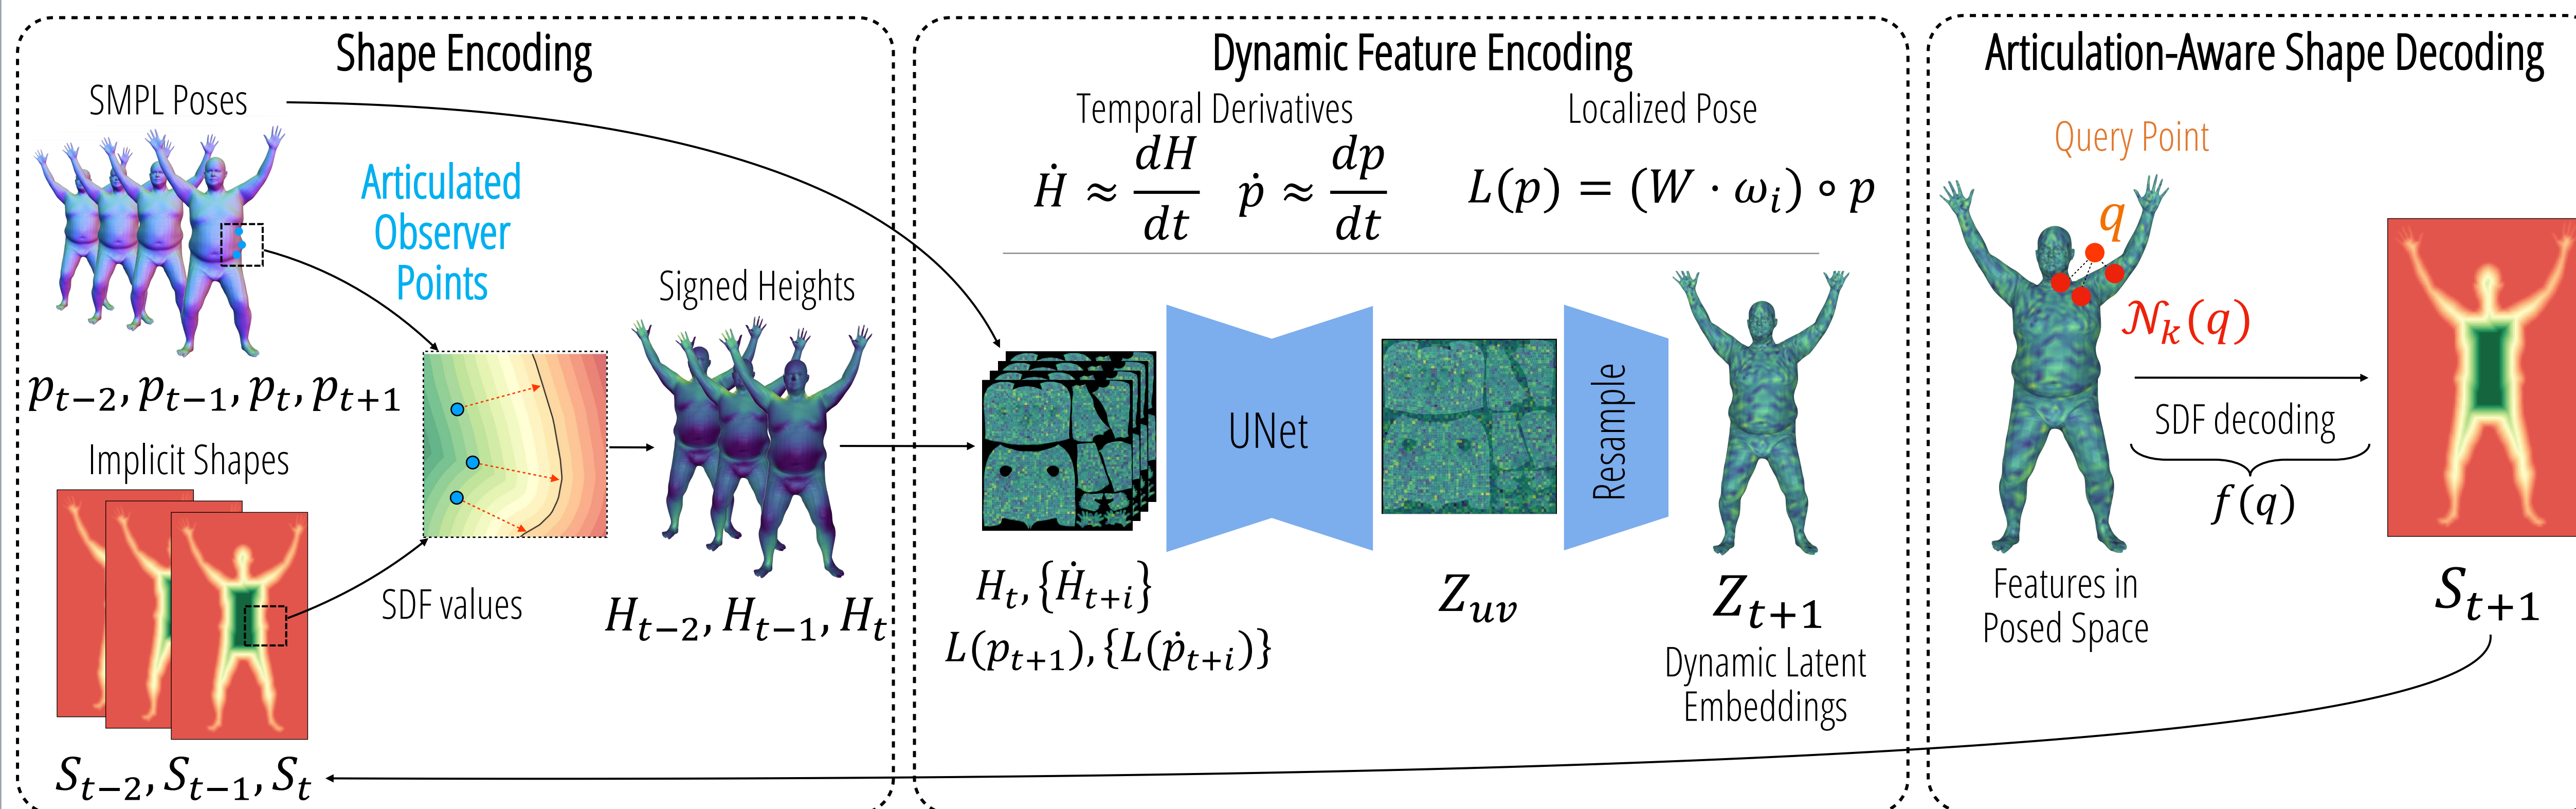 Shape Encoding
SMPL Poses
Articulated
Observer
Points
p_{t−2}, p_{t−1}, p_t, p_{t+1}
Implicit Shapes
SDF values
S_{t−2}, S_{t−1}, S_t
Signed Heights
H_{t−2}, H_{t−1}, H_t
Dynamic Feature Encoding
Temporal Derivatives
Ḣ ≈ dH/dt ṗ ≈ dp/dt
Localized Pose
L(p) = (W · ω_i) ∘ p
H_t, {Ḣ_{t+i}}
L(p_{t+1}), {L(ṗ_{t+i})}
UNet
Z_{uv}
Resample
Z_{t+1}
Dynamic Latent
Embeddings
Articulation-Aware Shape Decoding
Query Point
q
𝒩_k(q)
Features in
Posed Space
SDF decoding
f(q)
S_{t+1}